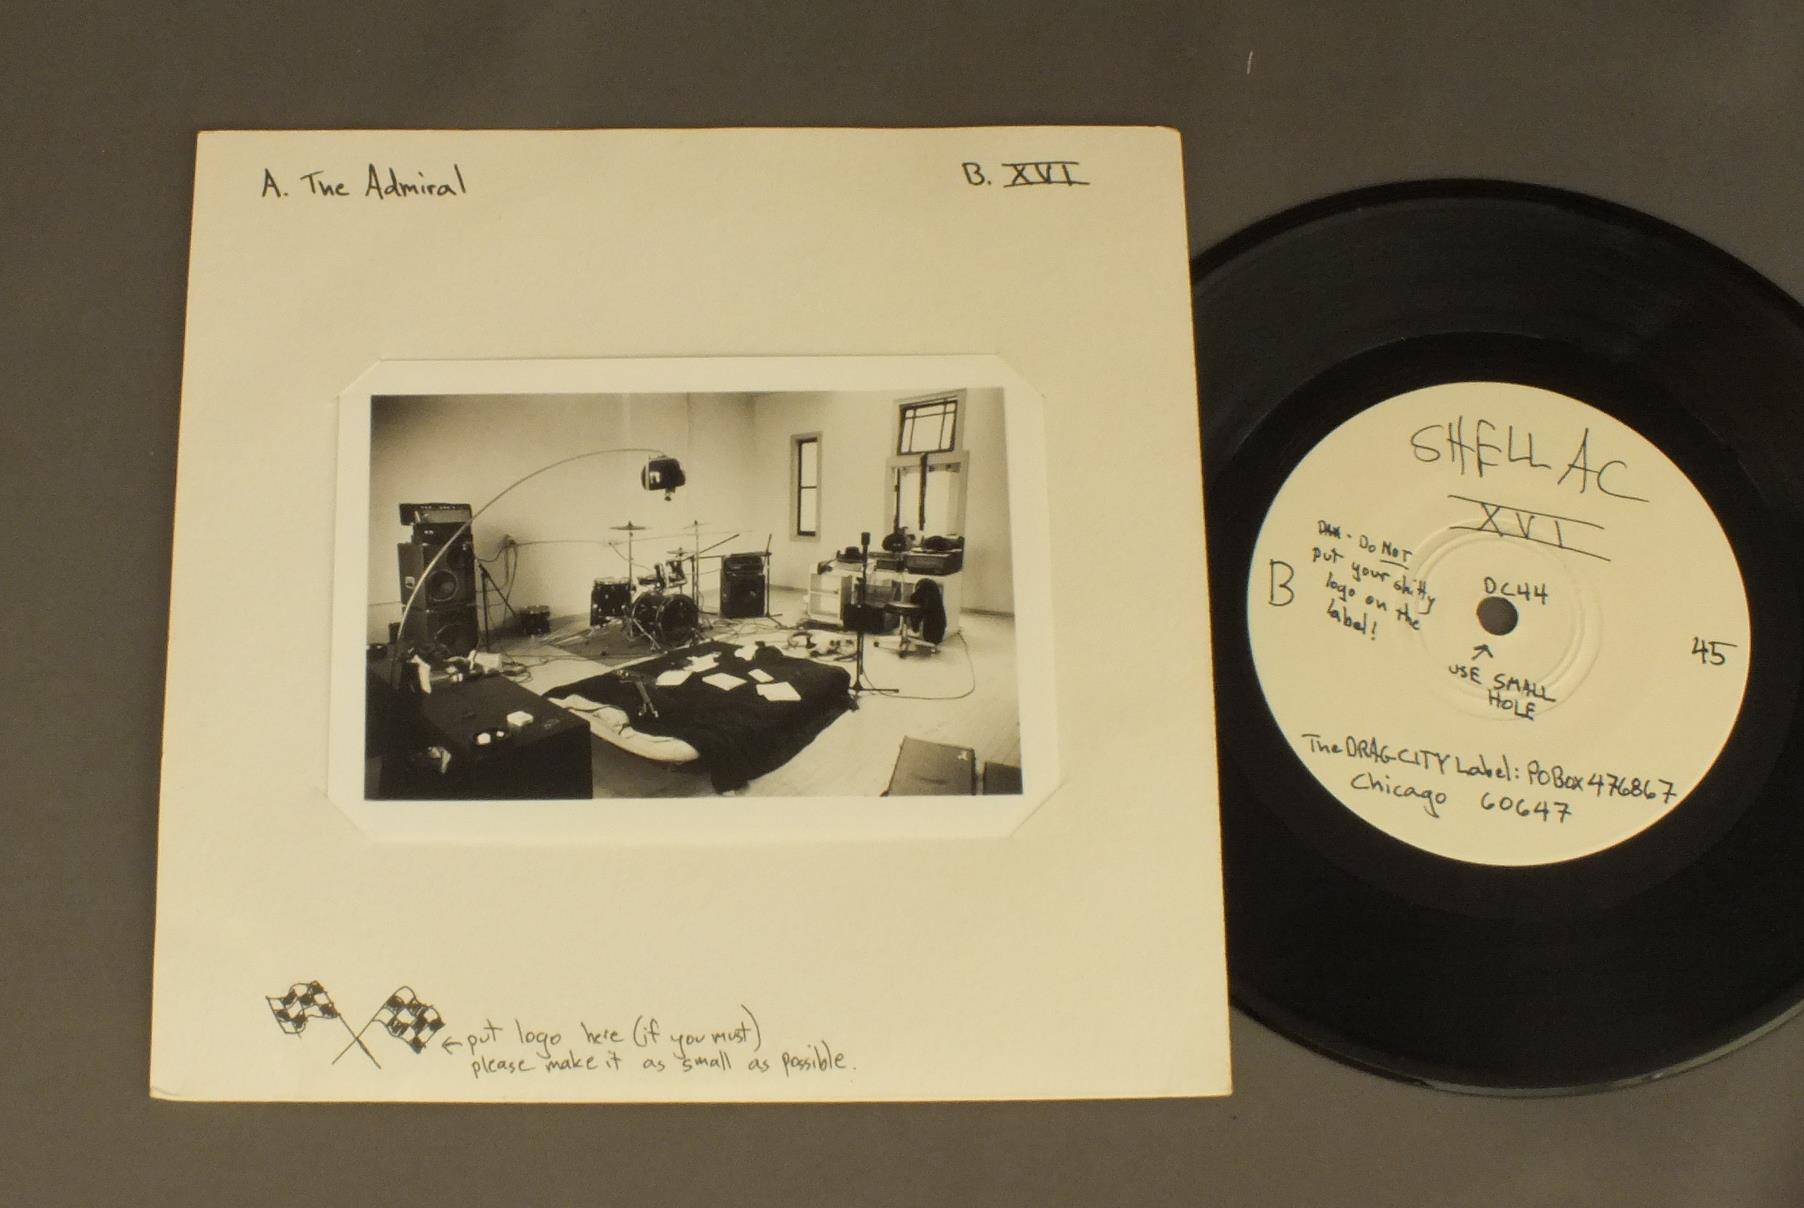 A. The Admiral
B. XVI
← put logo here (if you must)
please make it as small as possible.
SHELLAC
XVI
Dan - Do NOT
put your shitty
logo on the
label!
B
DC44
45
USE SMALL
HOLE
The DRAG CITY Label: PO Box 476867
Chicago 60647